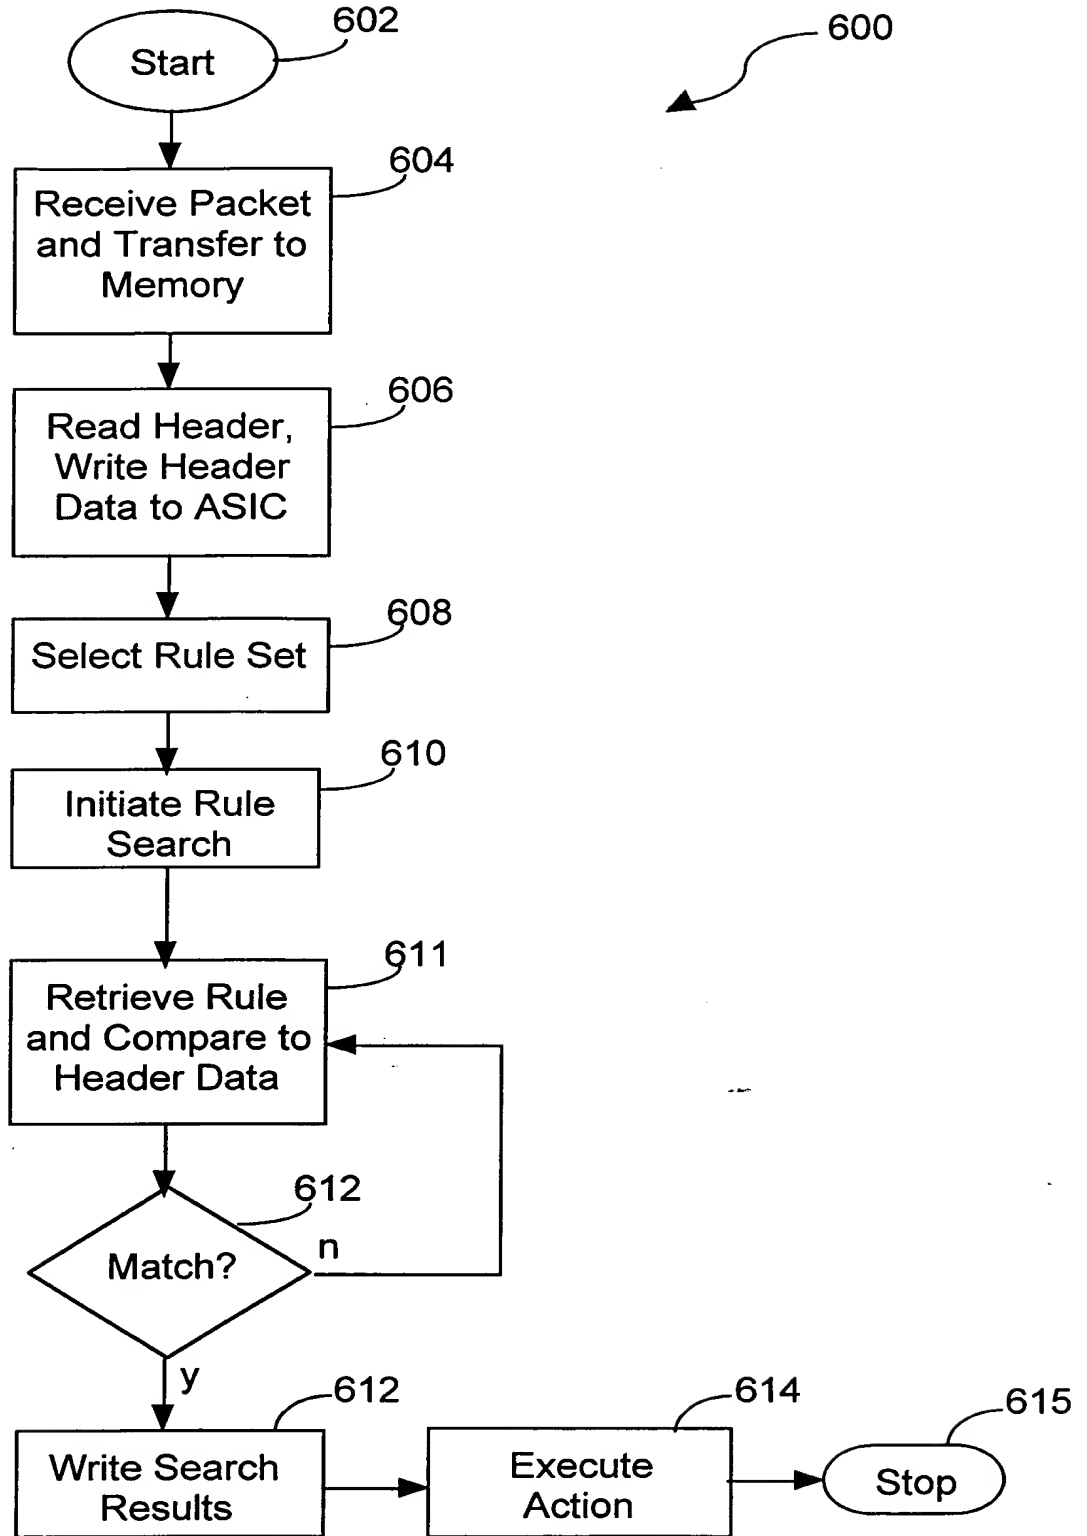 602
600
Start
604
Receive Packet
and Transfer to
Memory
606
Read Header,
Write Header
Data to ASIC
608
Select Rule Set
610
Initiate Rule
Search
611
Retrieve Rule
and Compare to
Header Data
612
n
Match?
y
612
614
615
Write Search
Results
Execute
Action
Stop